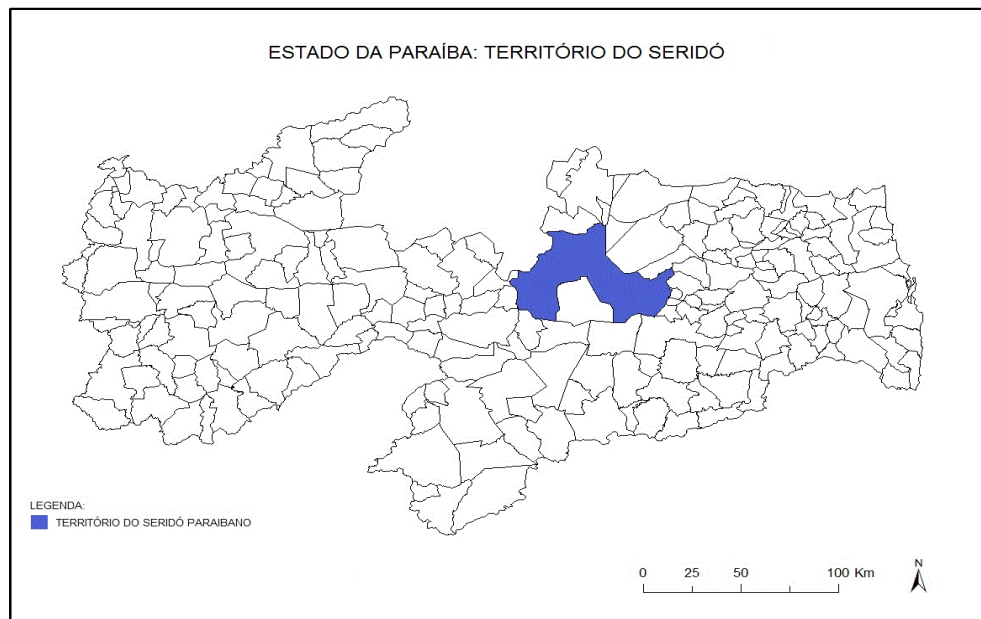 ESTADO DA PARAÍBA: TERRITÓRIO DO SERIDÓ
LEGENDA:
TERRITÓRIO DO SERIDÓ PARAIBANO
0 25 50 100 Km
N